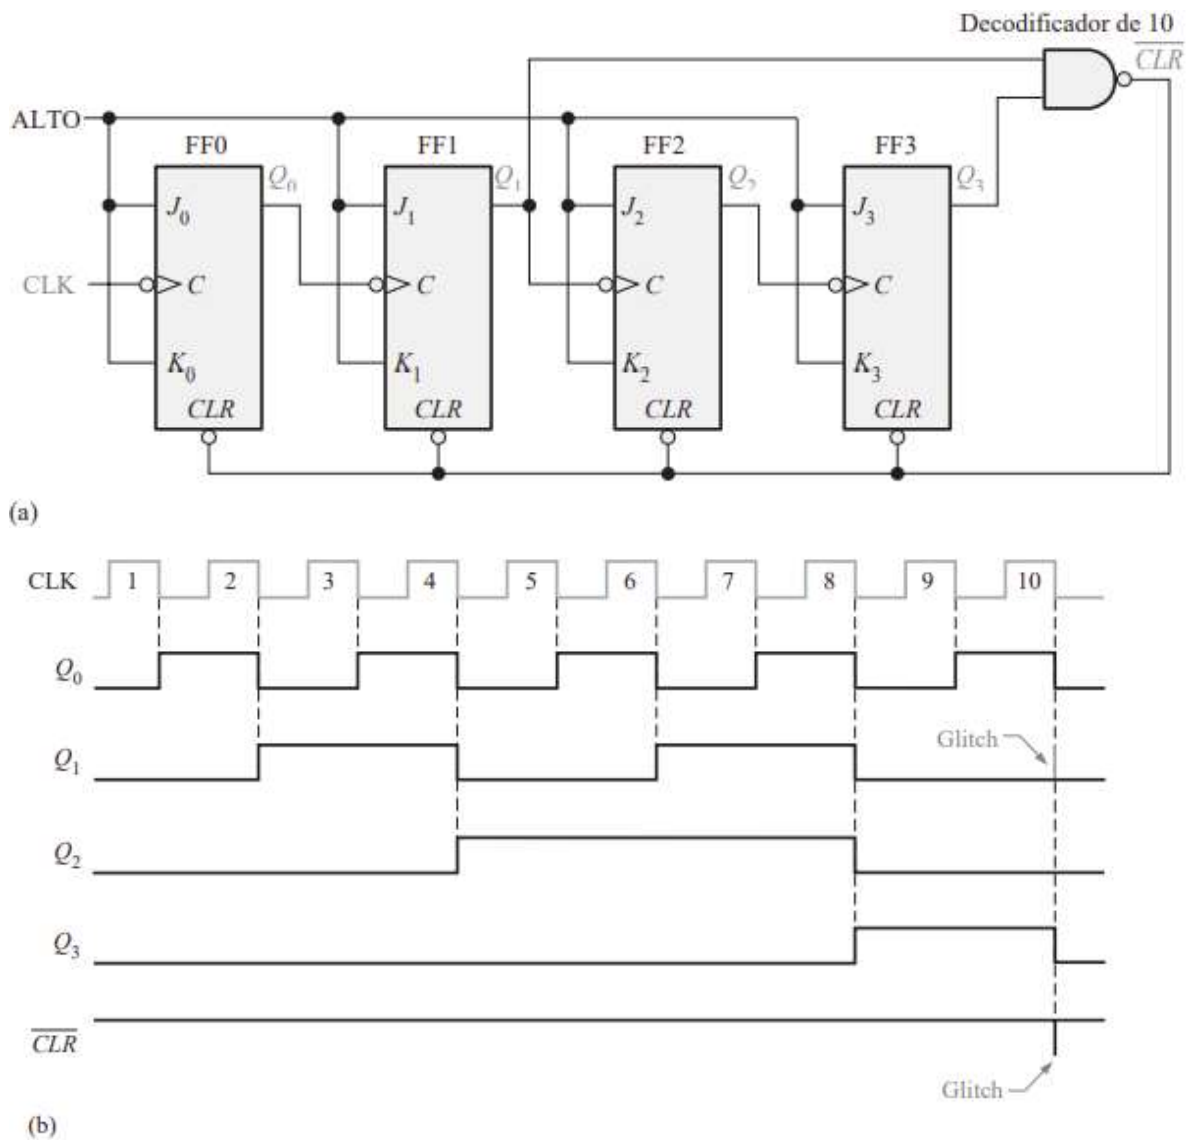 Decodificador de 10
CLR
ALTO
FF0 FF1 FF2 FF3
Q0 Q1 Q2 Q3
J0 J1 J2 J3
CLK C C C C
K0 K1 K2 K3
CLR CLR CLR CLR
(a)
CLK 1 2 3 4 5 6 7 8 9 10
Q0
Glitch
Q1
Q2
Q3
CLR
Glitch
(b)